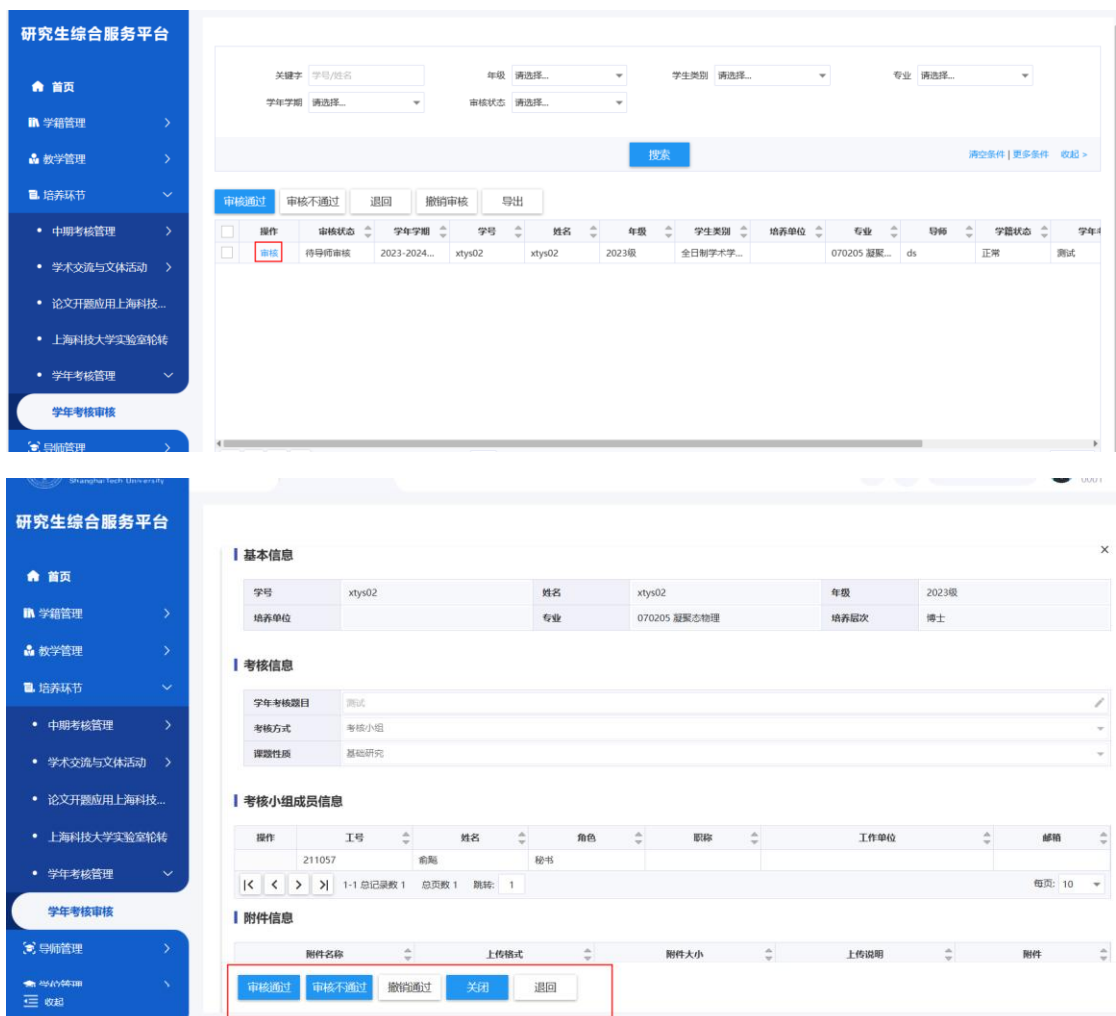 研究生综合服务平台
首页
学籍管理
教学管理
培养环节
中期考核管理
学术交流与文体活动
论文开题应用上海科技...
上海科技大学实验室轮转
学年考核管理
学年考核审核
导师管理
关键字 学号/姓名 年级 请选择... 学生类别 请选择... 专业 请选择...
学年学期 请选择... 审核状态 请选择...
搜索 清空条件 | 更多条件 收起 >
审核通过 审核不通过 退回 撤销审核 导出
操作 审核状态 学年学期 学号 姓名 年级 学生类别 培养单位 专业 导师 学籍状态 学年考
审核 待导师审核 2023-2024... xtys02 xtys02 2023级 全日制学术学... 070205 凝聚... ds 正常 测试
ShanghaiTech University
0001
研究生综合服务平台
首页
学籍管理
教学管理
培养环节
中期考核管理
学术交流与文体活动
论文开题应用上海科技...
上海科技大学实验室轮转
学年考核管理
学年考核审核
导师管理
收起
基本信息 ×
学号 xtys02 姓名 xtys02 年级 2023级
培养单位 专业 070205 凝聚态物理 培养层次 博士
考核信息
学年考核题目 测试
考核方式 考核小组
课题性质 基础研究
考核小组成员信息
操作 工号 姓名 角色 职称 工作单位 邮箱
211057 秘书
1-1 总记录数 1 总页数 1 跳转: 1 每页: 10
附件信息
附件名称 上传格式 附件大小 上传说明 附件
审核通过 审核不通过 撤销通过 关闭 退回